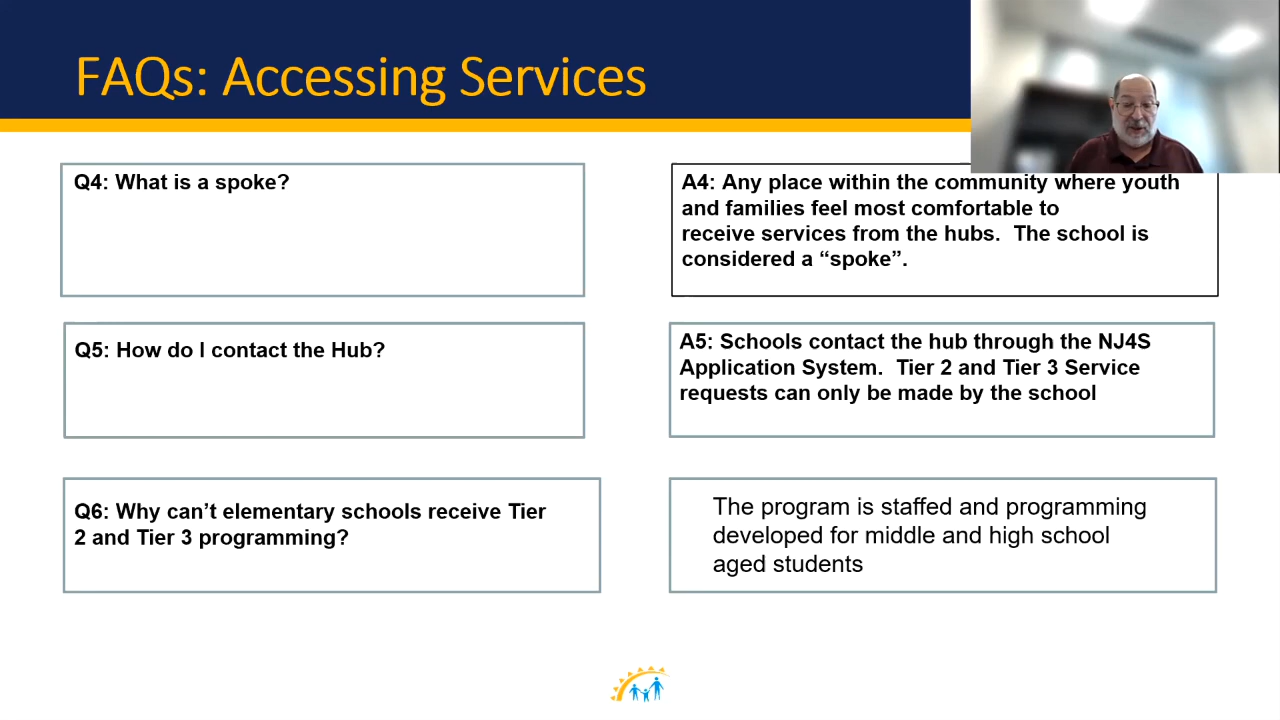 FAQs: Accessing Services
Q4: What is a spoke?
A4: Any place within the community where youth
and families feel most comfortable to
receive services from the hubs.  The school is
considered a “spoke”.
Q5: How do I contact the Hub?
A5: Schools contact the hub through the NJ4S
Application System.  Tier 2 and Tier 3 Service
requests can only be made by the school
Q6: Why can’t elementary schools receive Tier
2 and Tier 3 programming?
The program is staffed and programming
developed for middle and high school
aged students